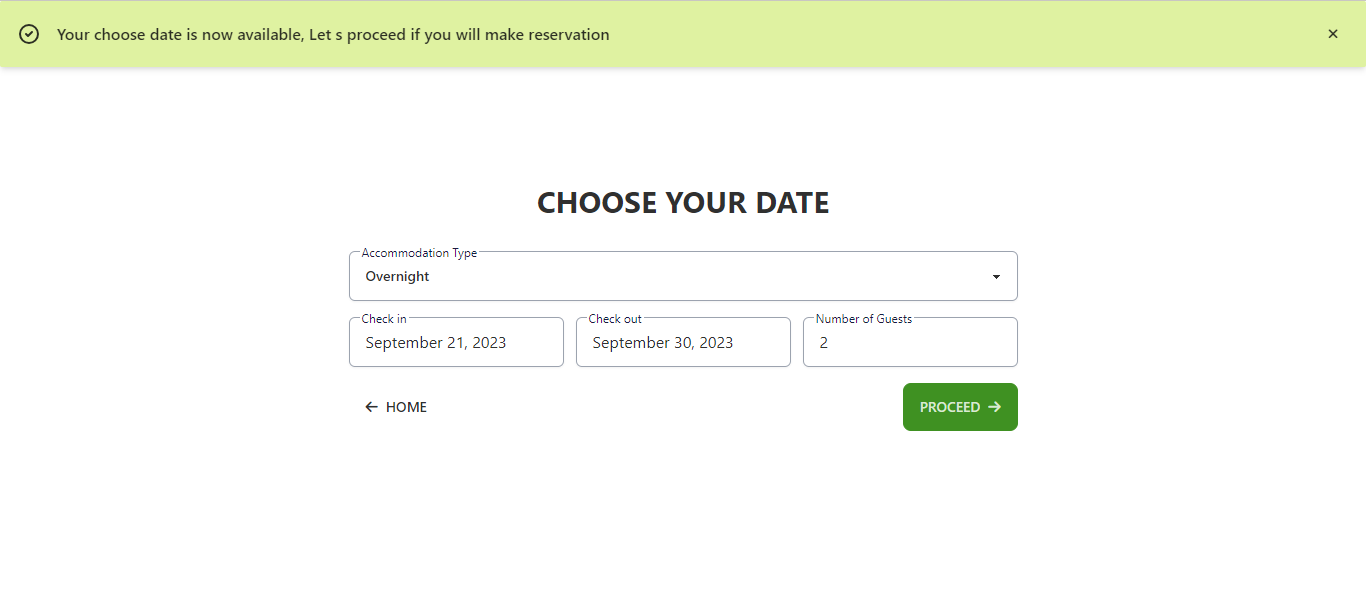 Your choose date is now available, Let s proceed if you will make reservation
CHOOSE YOUR DATE
Accommodation Type
Overnight
Check in
September 21, 2023
Check out
September 30, 2023
Number of Guests
2
HOME
PROCEED